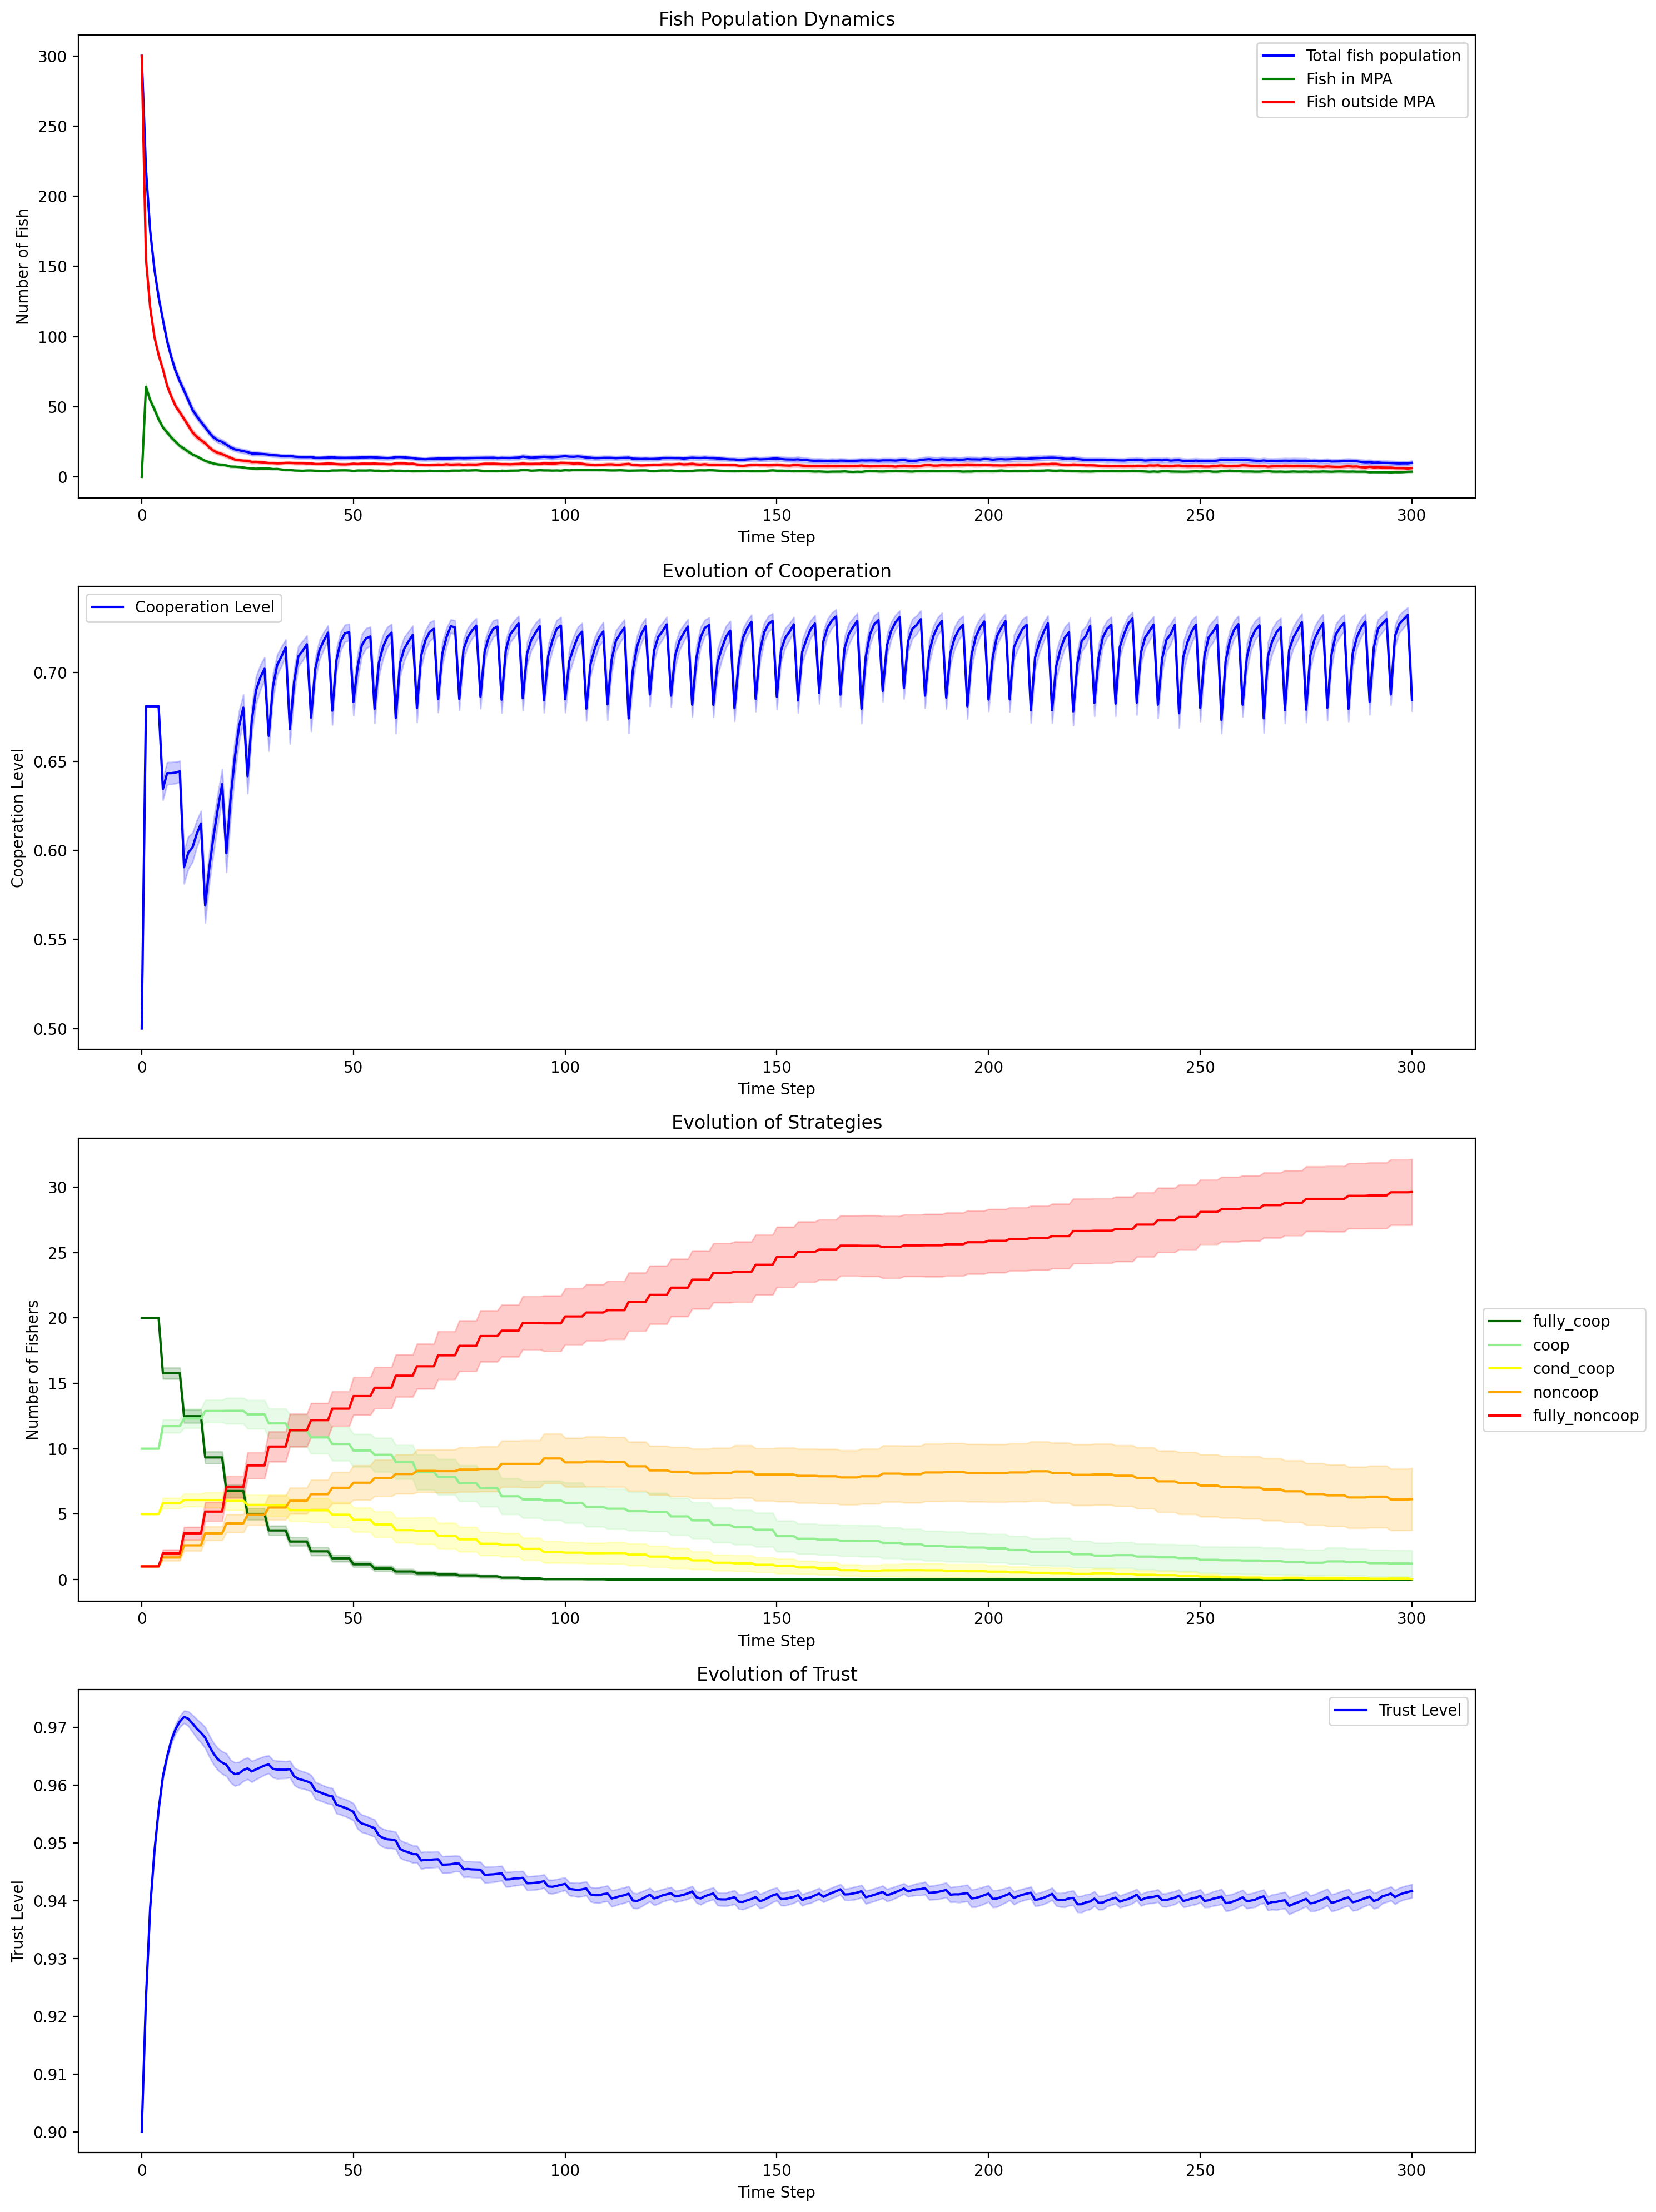 Fish Population Dynamics
Total fish population
Fish in MPA
Fish outside MPA
Number of Fish
300
250
200
150
100
50
0
0 50 100 150 200 250 300
Time Step
Evolution of Cooperation
Cooperation Level
Cooperation Level
0.70
0.65
0.60
0.55
0.50
0 50 100 150 200 250 300
Time Step
Evolution of Strategies
Number of Fishers
30
25
20
15
10
5
0
0 50 100 150 200 250 300
Time Step
fully_coop
coop
cond_coop
noncoop
fully_noncoop
Evolution of Trust
Trust Level
Trust Level
0.97
0.96
0.95
0.94
0.93
0.92
0.91
0.90
0 50 100 150 200 250 300
Time Step